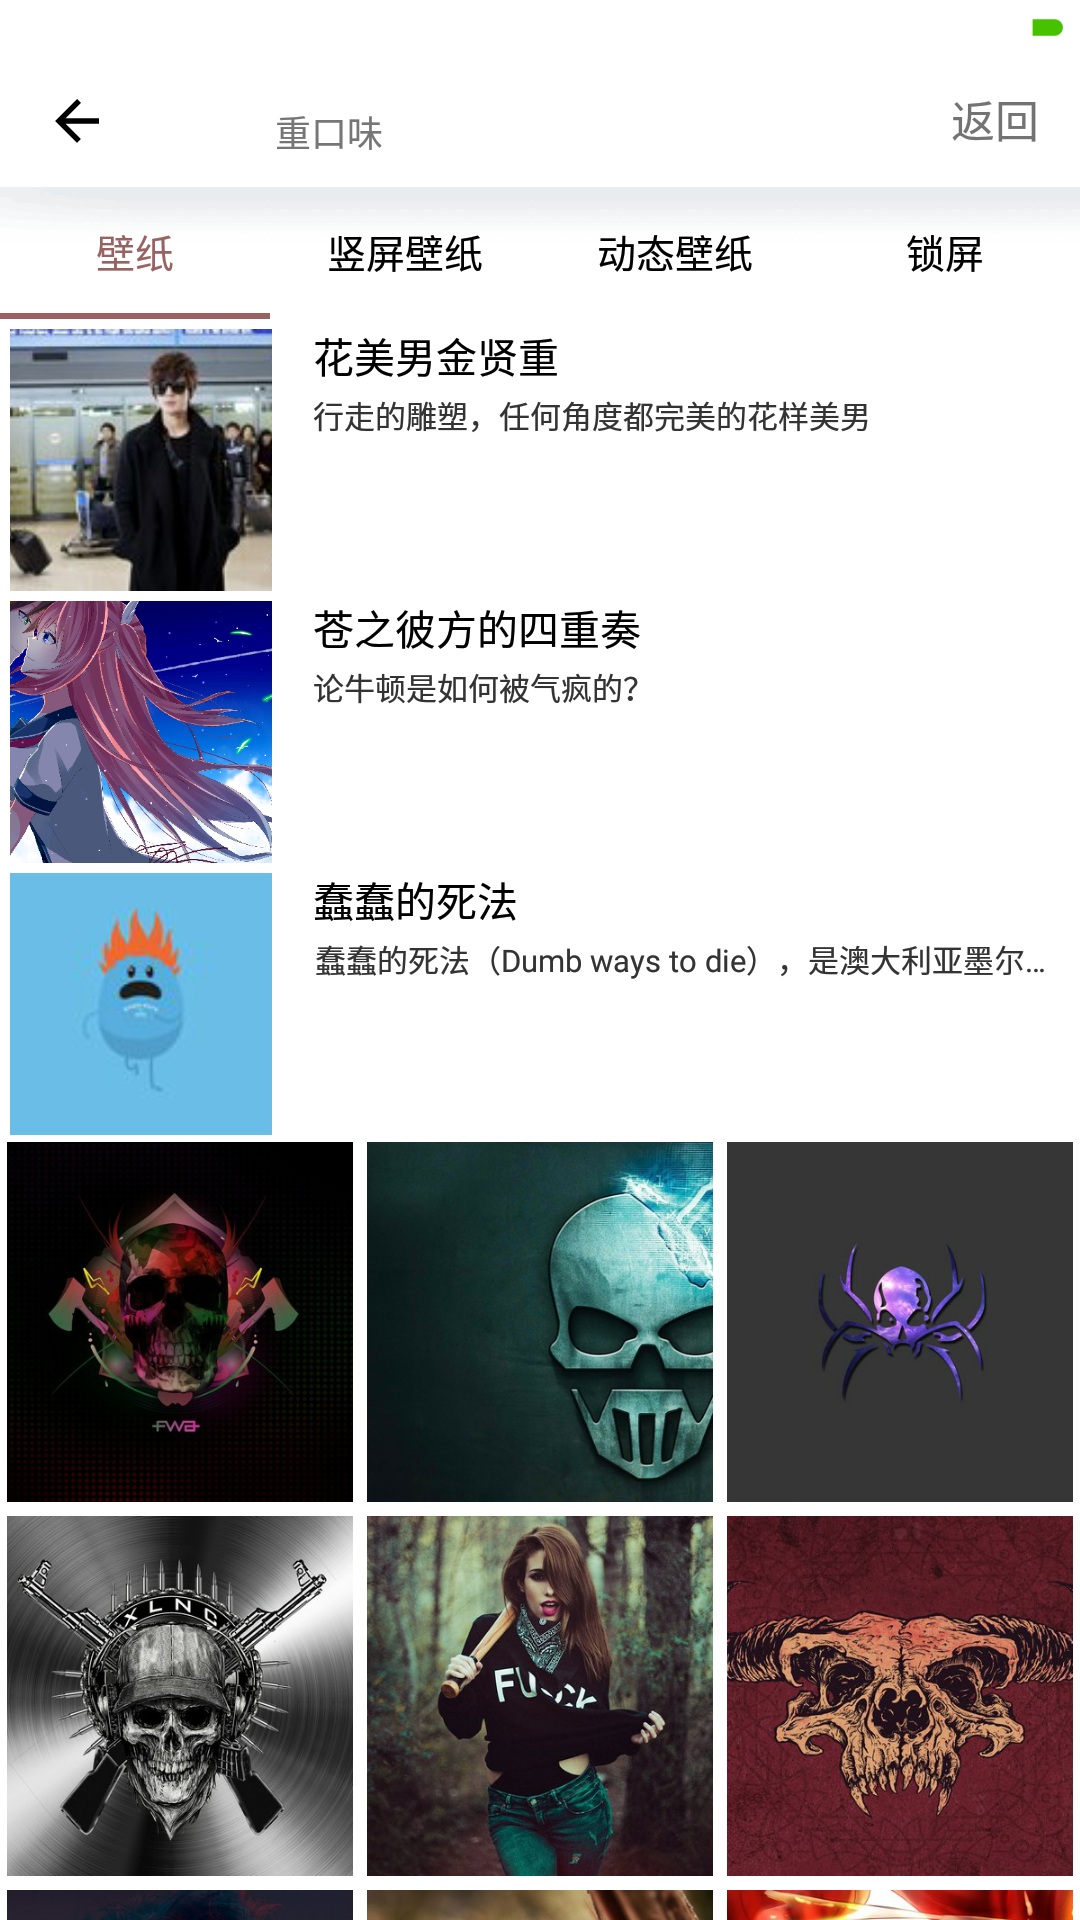 重口味
返回
壁纸
竖屏壁纸
动态壁纸
锁屏
花美男金贤重
行走的雕塑，任何角度都完美的花样美男
苍之彼方的四重奏
论牛顿是如何被气疯的?
蠢蠢的死法
蠢蠢的死法（Dumb ways to die），是澳大利亚墨尔…
FWA
XLNC